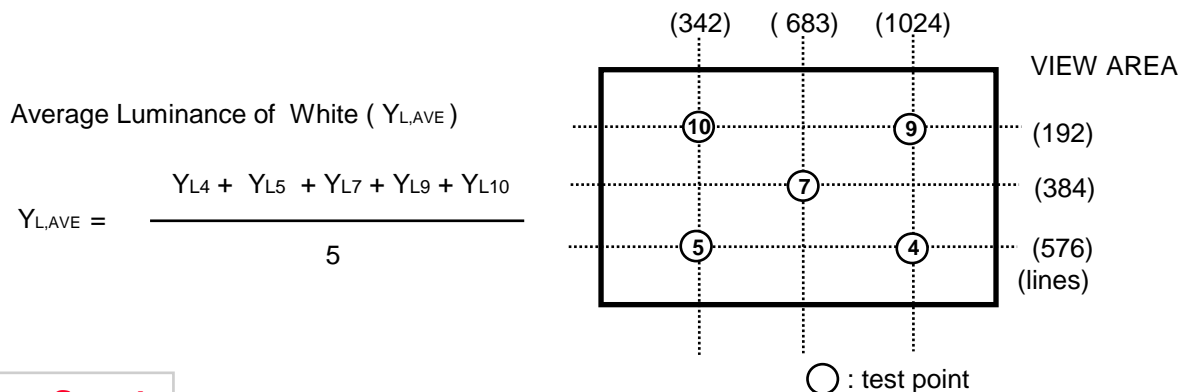 (342) ( 683) (1024)
VIEW AREA
Average Luminance of White ( YL,AVE )
10 9 (192)
YL4 + YL5 + YL7 + YL9 + YL10
7 (384)
YL,AVE =
5
5 4 (576)
(lines)
: test point